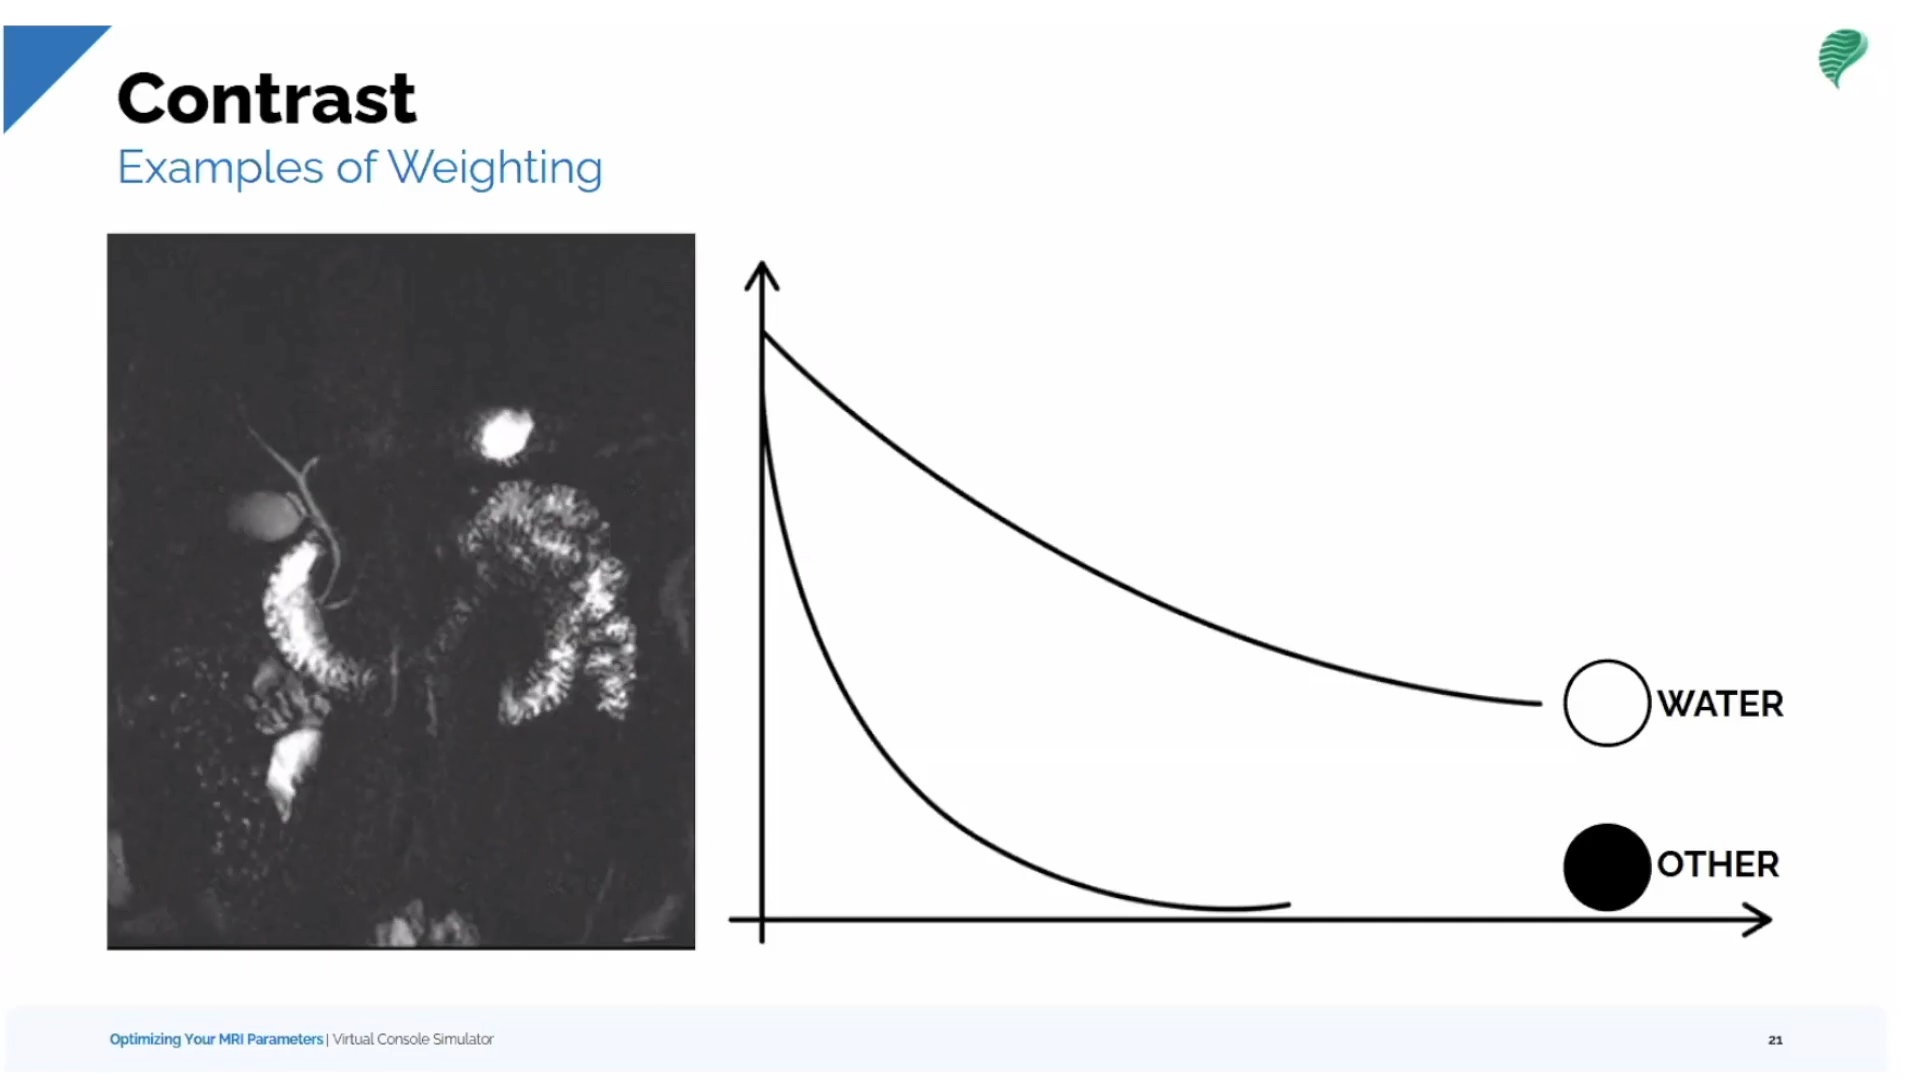 Contrast
Examples of Weighting
WATER
OTHER
Optimizing Your MRI Parameters | Virtual Console Simulator
21